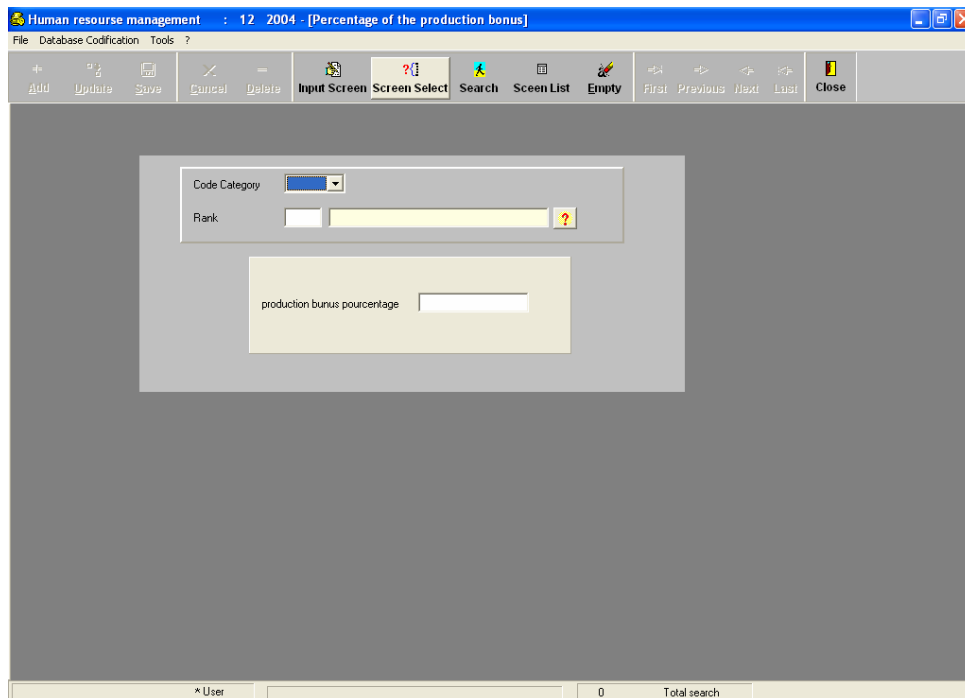 Human resourse management : 12 2004 - [Percentage of the production bonus]
File Database Codification Tools ?
Add Update Save Cancel Delete Input Screen Screen Select Search Sceen List Empty First Previous Next Last Close
Code Category
Rank ?
production bunus pourcentage
* User 0 Total search